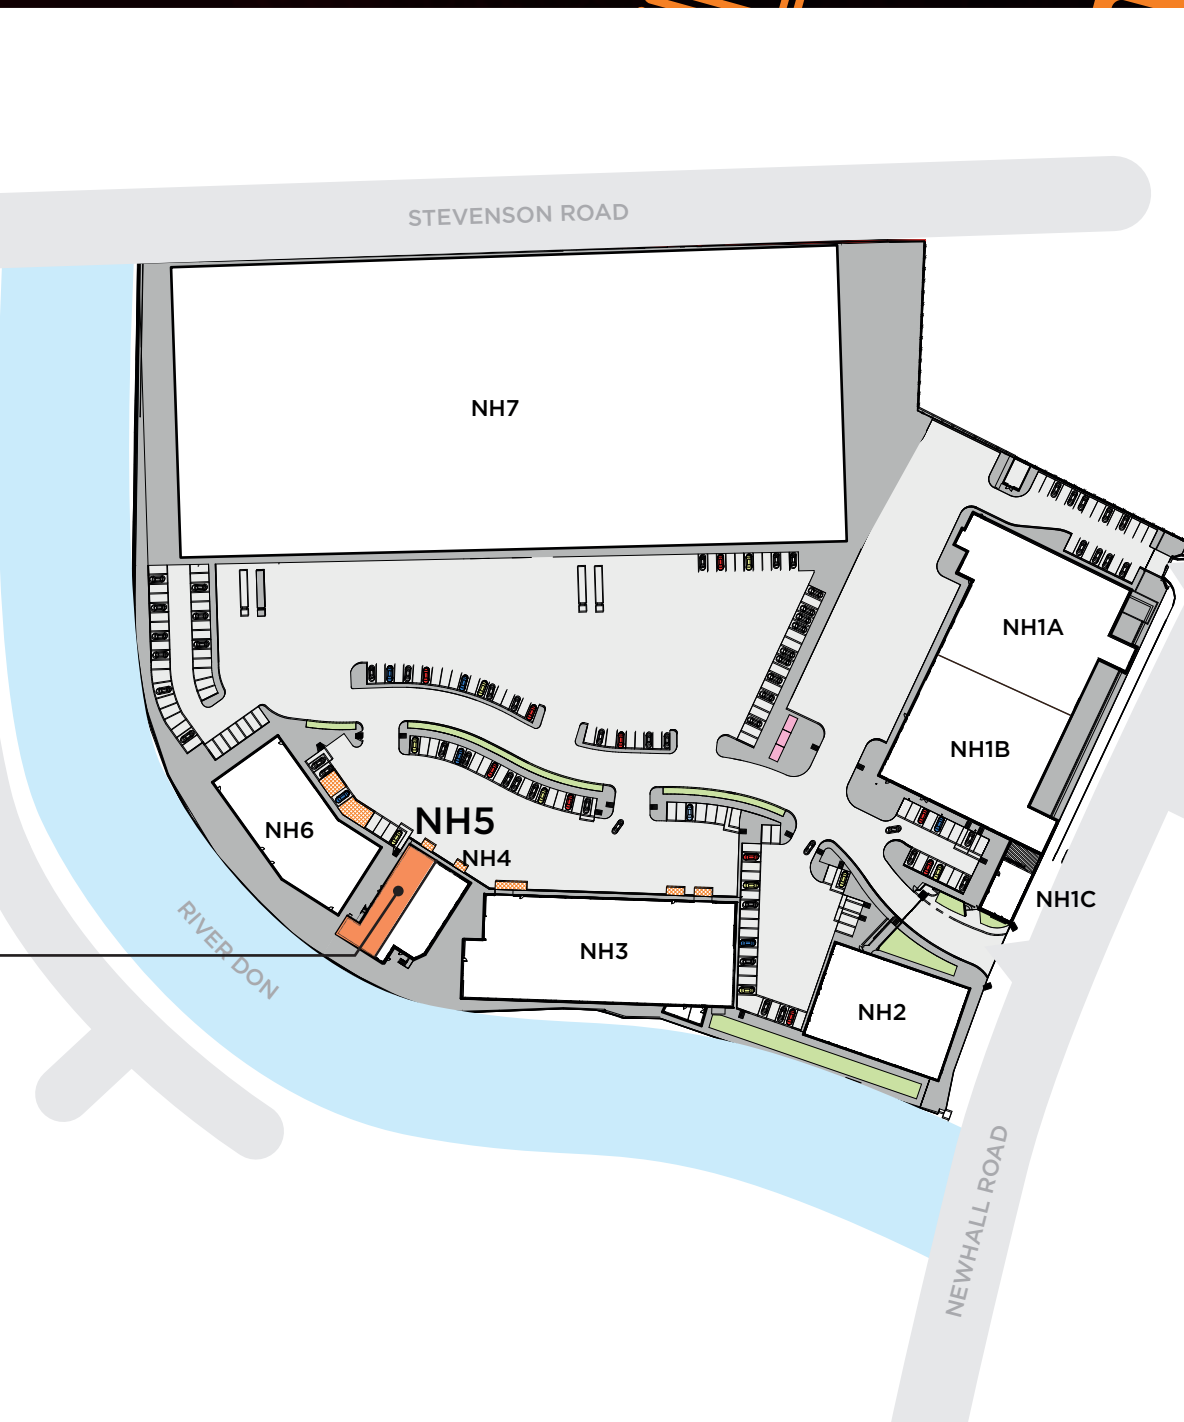 STEVENSON ROAD
NH7
NH1A
NH1B
NH5
NH6
NH4
NH1C
NH3
RIVER DON
NH2
NEWHALL ROAD